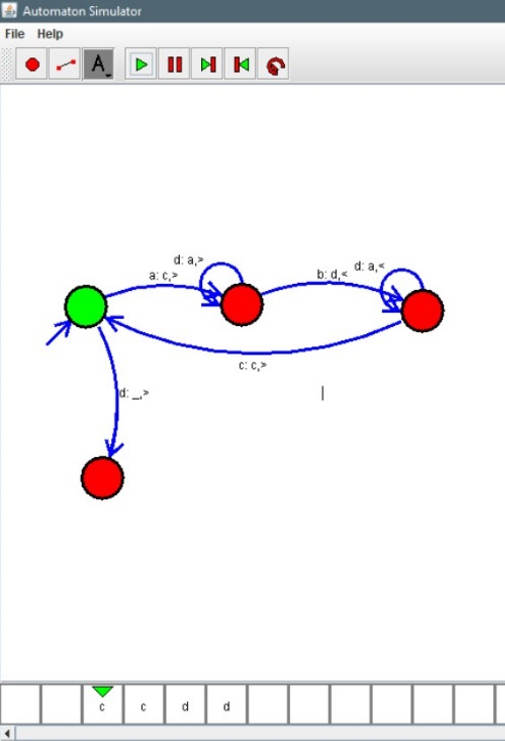 Automaton Simulator
File Help
A
d: a,>
a: c,>
d: a,<
b: d,<
c: c,>
d: _,>
c c d d